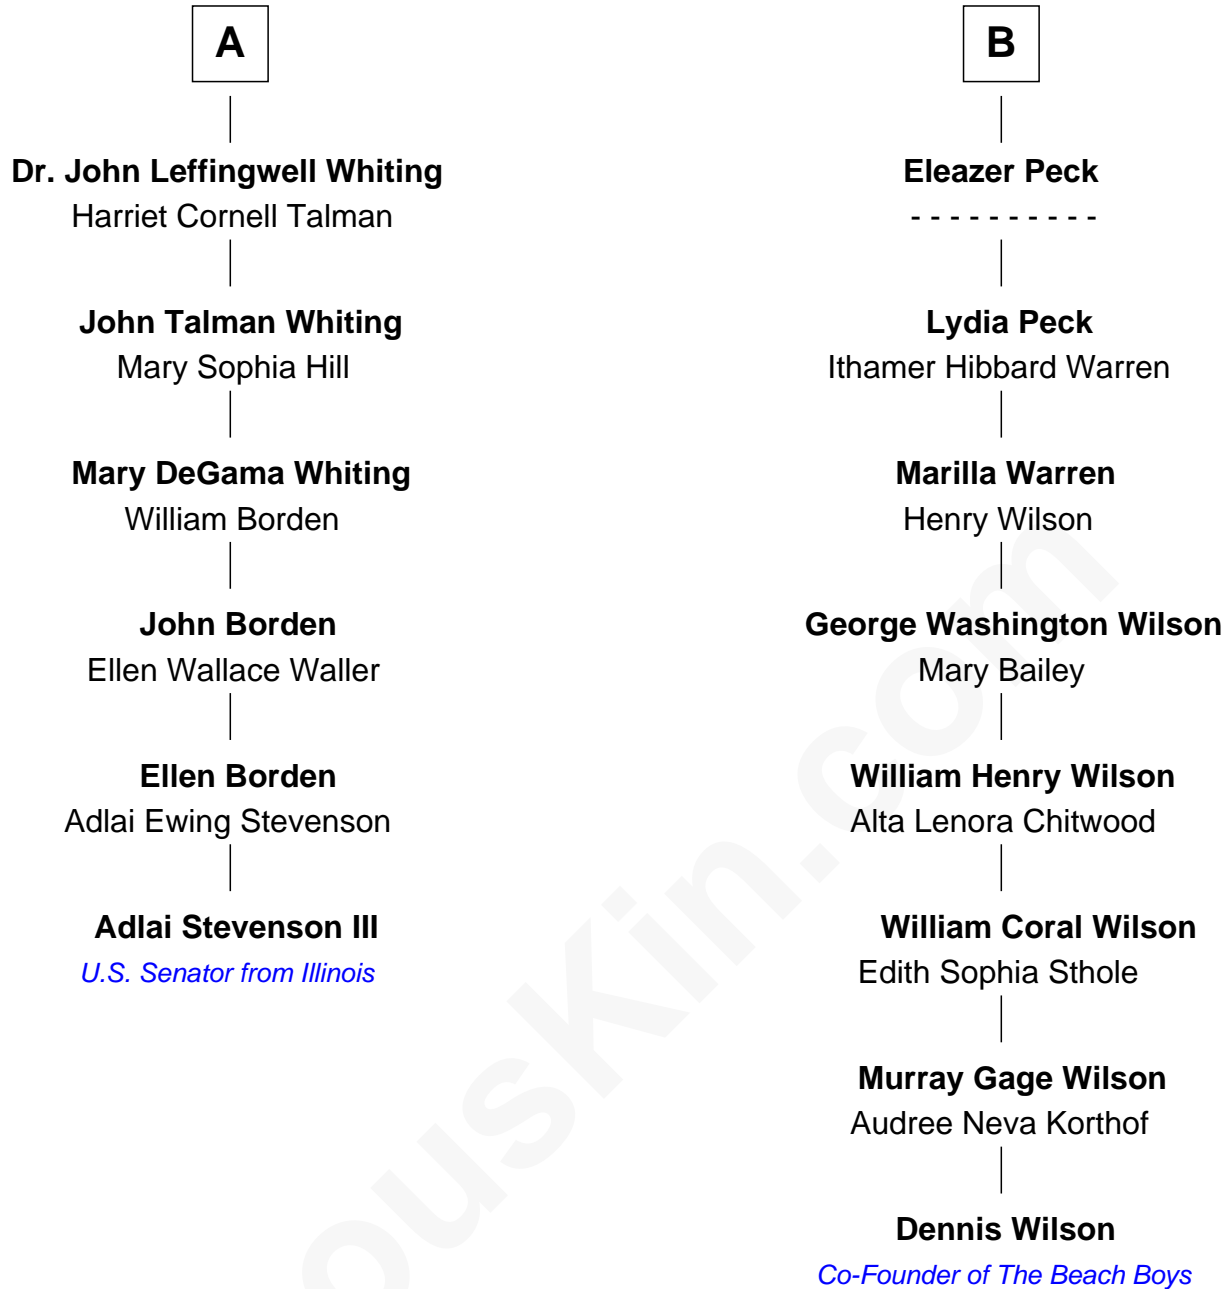 A
Dr. John Leffingwell Whiting
Harriet Cornell Talman
John Talman Whiting
Mary Sophia Hill
Mary DeGama Whiting
William Borden
John Borden
Ellen Wallace Waller
Ellen Borden
Adlai Ewing Stevenson
Adlai Stevenson III
U.S. Senator from Illinois
B
Eleazer Peck
- - - - - - - - - -
Lydia Peck
Ithamer Hibbard Warren
Marilla Warren
Henry Wilson
George Washington Wilson
Mary Bailey
William Henry Wilson
Alta Lenora Chitwood
William Coral Wilson
Edith Sophia Sthole
Murray Gage Wilson
Audree Neva Korthof
Dennis Wilson
Co-Founder of The Beach Boys
ousKin.com